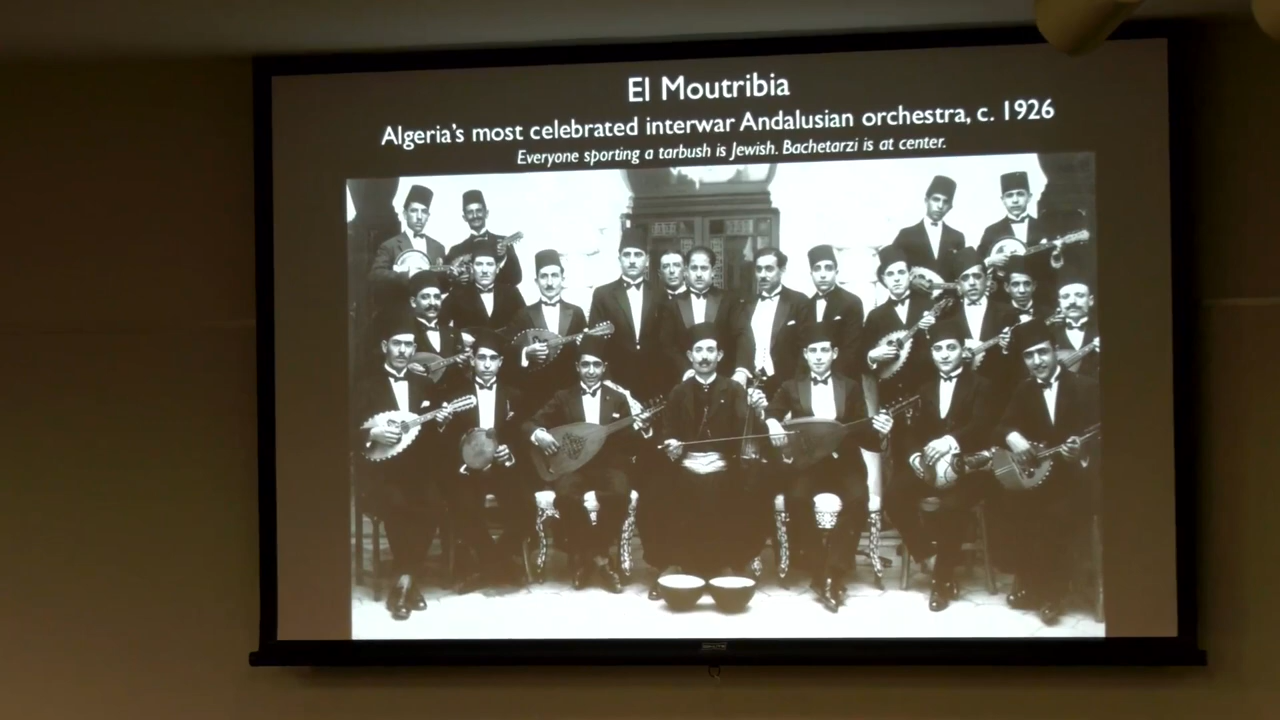 El Moutribia
Algeria's most celebrated interwar Andalusian orchestra, c. 1926
Everyone sporting a tarbush is Jewish. Bachetarzi is at center.